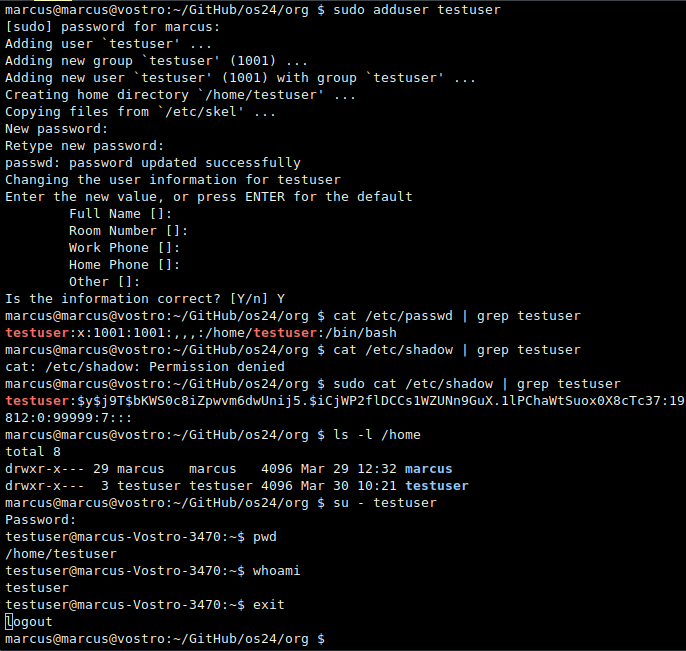 marcus@marcus@vostro:~/GitHub/os24/org $ sudo adduser testuser
[sudo] password for marcus:
Adding user `testuser' ...
Adding new group `testuser' (1001) ...
Adding new user `testuser' (1001) with group `testuser' ...
Creating home directory `/home/testuser' ...
Copying files from `/etc/skel' ...
New password:
Retype new password:
passwd: password updated successfully
Changing the user information for testuser
Enter the new value, or press ENTER for the default
        Full Name []:
        Room Number []:
        Work Phone []:
        Home Phone []:
        Other []:
Is the information correct? [Y/n] Y
marcus@marcus@vostro:~/GitHub/os24/org $ cat /etc/passwd | grep testuser
testuser:x:1001:1001:,,,:/home/testuser:/bin/bash
marcus@marcus@vostro:~/GitHub/os24/org $ cat /etc/shadow | grep testuser
cat: /etc/shadow: Permission denied
marcus@marcus@vostro:~/GitHub/os24/org $ sudo cat /etc/shadow | grep testuser
testuser:$y$j9T$bKWS0c8iZpwvm6dwUnij5.$iCjWP2flDCCs1WZUNn9GuX.1lPChaWtSuox0X8cTc37:19
812:0:99999:7:::
marcus@marcus@vostro:~/GitHub/os24/org $ ls -l /home
total 8
drwxr-x--- 29 marcus   marcus   4096 Mar 29 12:32 marcus
drwxr-x---  3 testuser testuser 4096 Mar 30 10:21 testuser
marcus@marcus@vostro:~/GitHub/os24/org $ su - testuser
Password:
testuser@marcus-Vostro-3470:~$ pwd
/home/testuser
testuser@marcus-Vostro-3470:~$ whoami
testuser
testuser@marcus-Vostro-3470:~$ exit
logout
marcus@marcus@vostro:~/GitHub/os24/org $